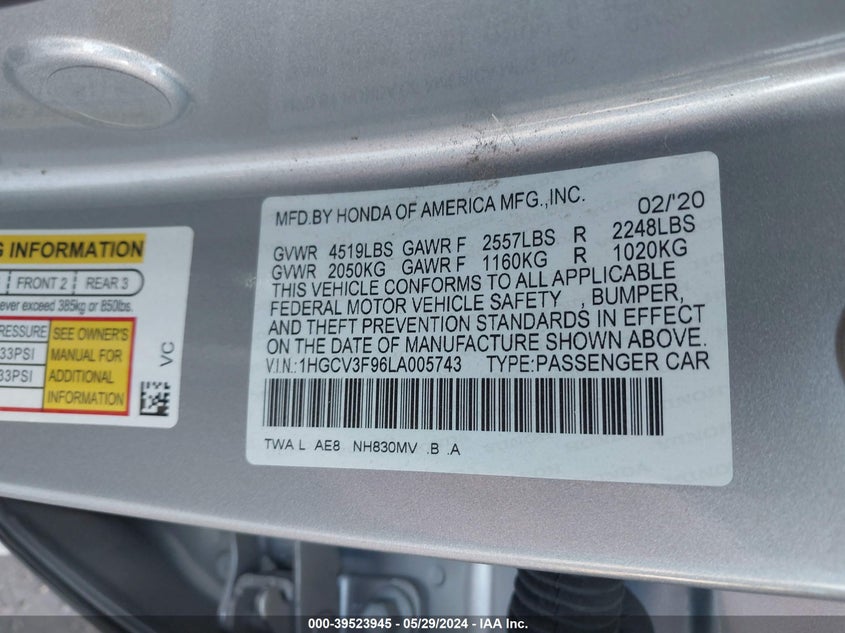 MFD.BY HONDA OF AMERICA MFG.,INC. 02/'20
GVWR 4519LBS GAWR F 2557LBS R 2248LBS
GVWR 2050KG GAWR F 1160KG R 1020KG
THIS VEHICLE CONFORMS TO ALL APPLICABLE
FEDERAL MOTOR VEHICLE SAFETY , BUMPER,
AND THEFT PREVENTION STANDARDS IN EFFECT
ON THE DATE OF MANUFACTURE SHOWN ABOVE.
V.I.N.:1HGCV3F96LA005743 TYPE:PASSENGER CAR
TWA L AE8 NH830MV .B .A
INFORMATION
FRONT 2 REAR 3
exceed 385kg or 850lbs.
SEE OWNER'S
33PSI MANUAL FOR
33PSI ADDITIONAL
INFORMATION
VC
000-39523945 - 05/29/2024 - IAA Inc.